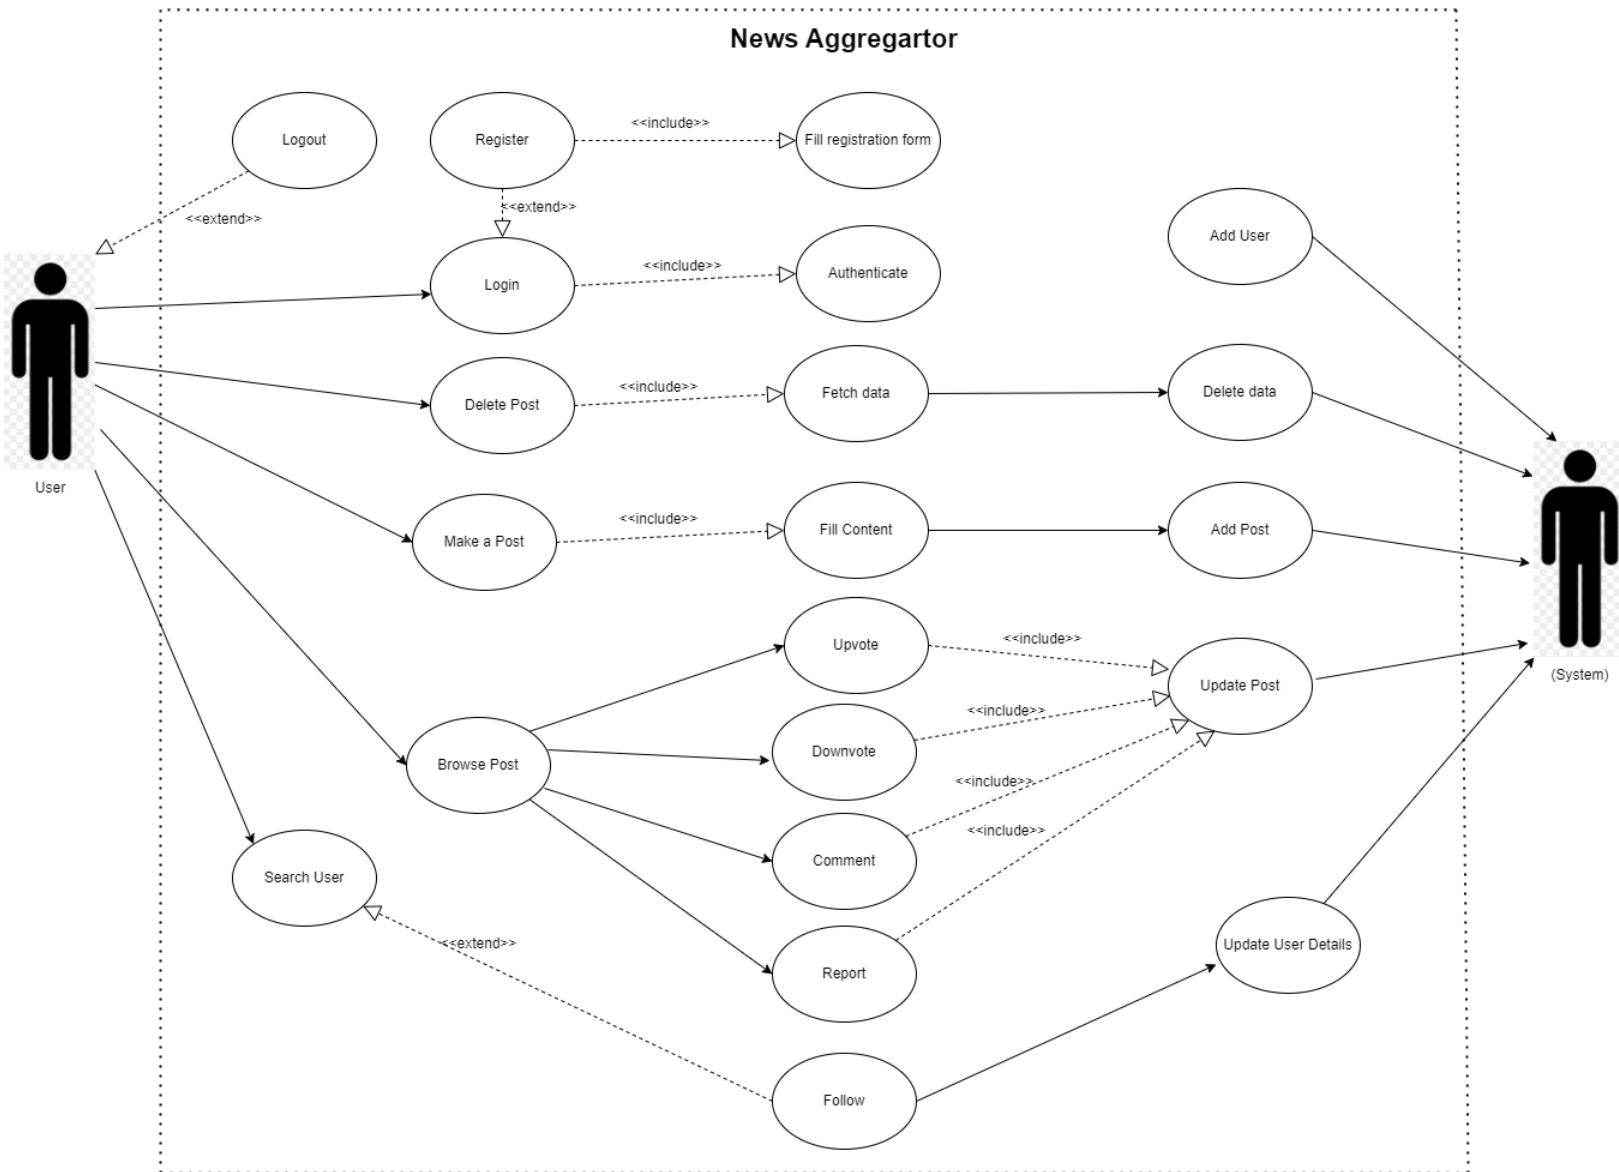 News Aggregartor
Logout
Register
<<include>>
Fill registration form
<<extend>>
<<extend>>
Add User
Login
<<include>>
Authenticate
Delete Post
<<include>>
Fetch data
Delete data
User
Make a Post
<<include>>
Fill Content
Add Post
Upvote
<<include>>
Update Post
(System)
<<include>>
Downvote
Browse Post
<<include>>
<<include>>
Comment
Search User
<<extend>>
Update User Details
Report
Follow